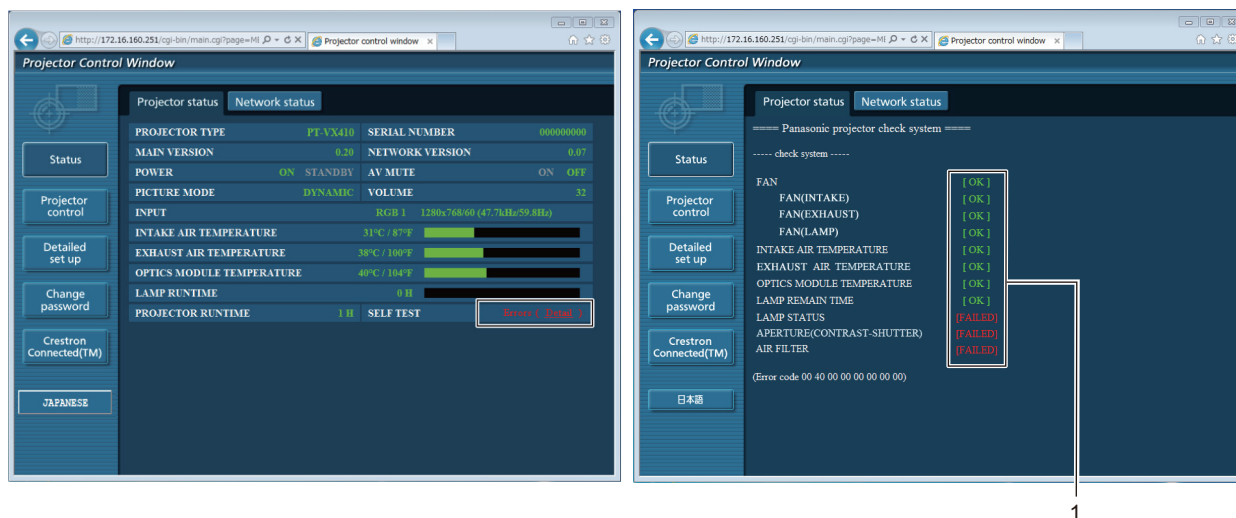 http://172.16.160.251/cgi-bin/main.cgi?page=MI
Projector control window
Projector Control Window
Projector status Network status
Status
Projector control
Detailed set up
Change password
Crestron Connected(TM)
JAPANESE
PROJECTOR TYPE PT-VX410 SERIAL NUMBER 000000000
MAIN VERSION 0.20 NETWORK VERSION 0.07
POWER ON STANDBY AV MUTE ON OFF
PICTURE MODE DYNAMIC VOLUME 32
INPUT RGB 1 1280x768/60 (47.7kHz/59.8Hz)
INTAKE AIR TEMPERATURE 31°C / 87°F
EXHAUST AIR TEMPERATURE 38°C / 100°F
OPTICS MODULE TEMPERATURE 40°C / 104°F
LAMP RUNTIME 0 H
PROJECTOR RUNTIME 1 H SELF TEST Errors [ Detail ]
http://172.16.160.251/cgi-bin/main.cgi?page=MI
Projector control window
Projector Control Window
Projector status Network status
Status
Projector control
Detailed set up
Change password
Crestron Connected(TM)
日本語
==== Panasonic projector check system ====
----- check system -----
FAN [ OK ]
FAN(INTAKE) [ OK ]
FAN(EXHAUST) [ OK ]
FAN(LAMP) [ OK ]
INTAKE AIR TEMPERATURE [ OK ]
EXHAUST AIR TEMPERATURE [ OK ]
OPTICS MODULE TEMPERATURE [ OK ]
LAMP REMAIN TIME [ OK ]
LAMP STATUS [FAILED]
APERTURE(CONTRAST-SHUTTER) [FAILED]
AIR FILTER [FAILED]
(Error code 00 40 00 00 00 00 00 00)
1